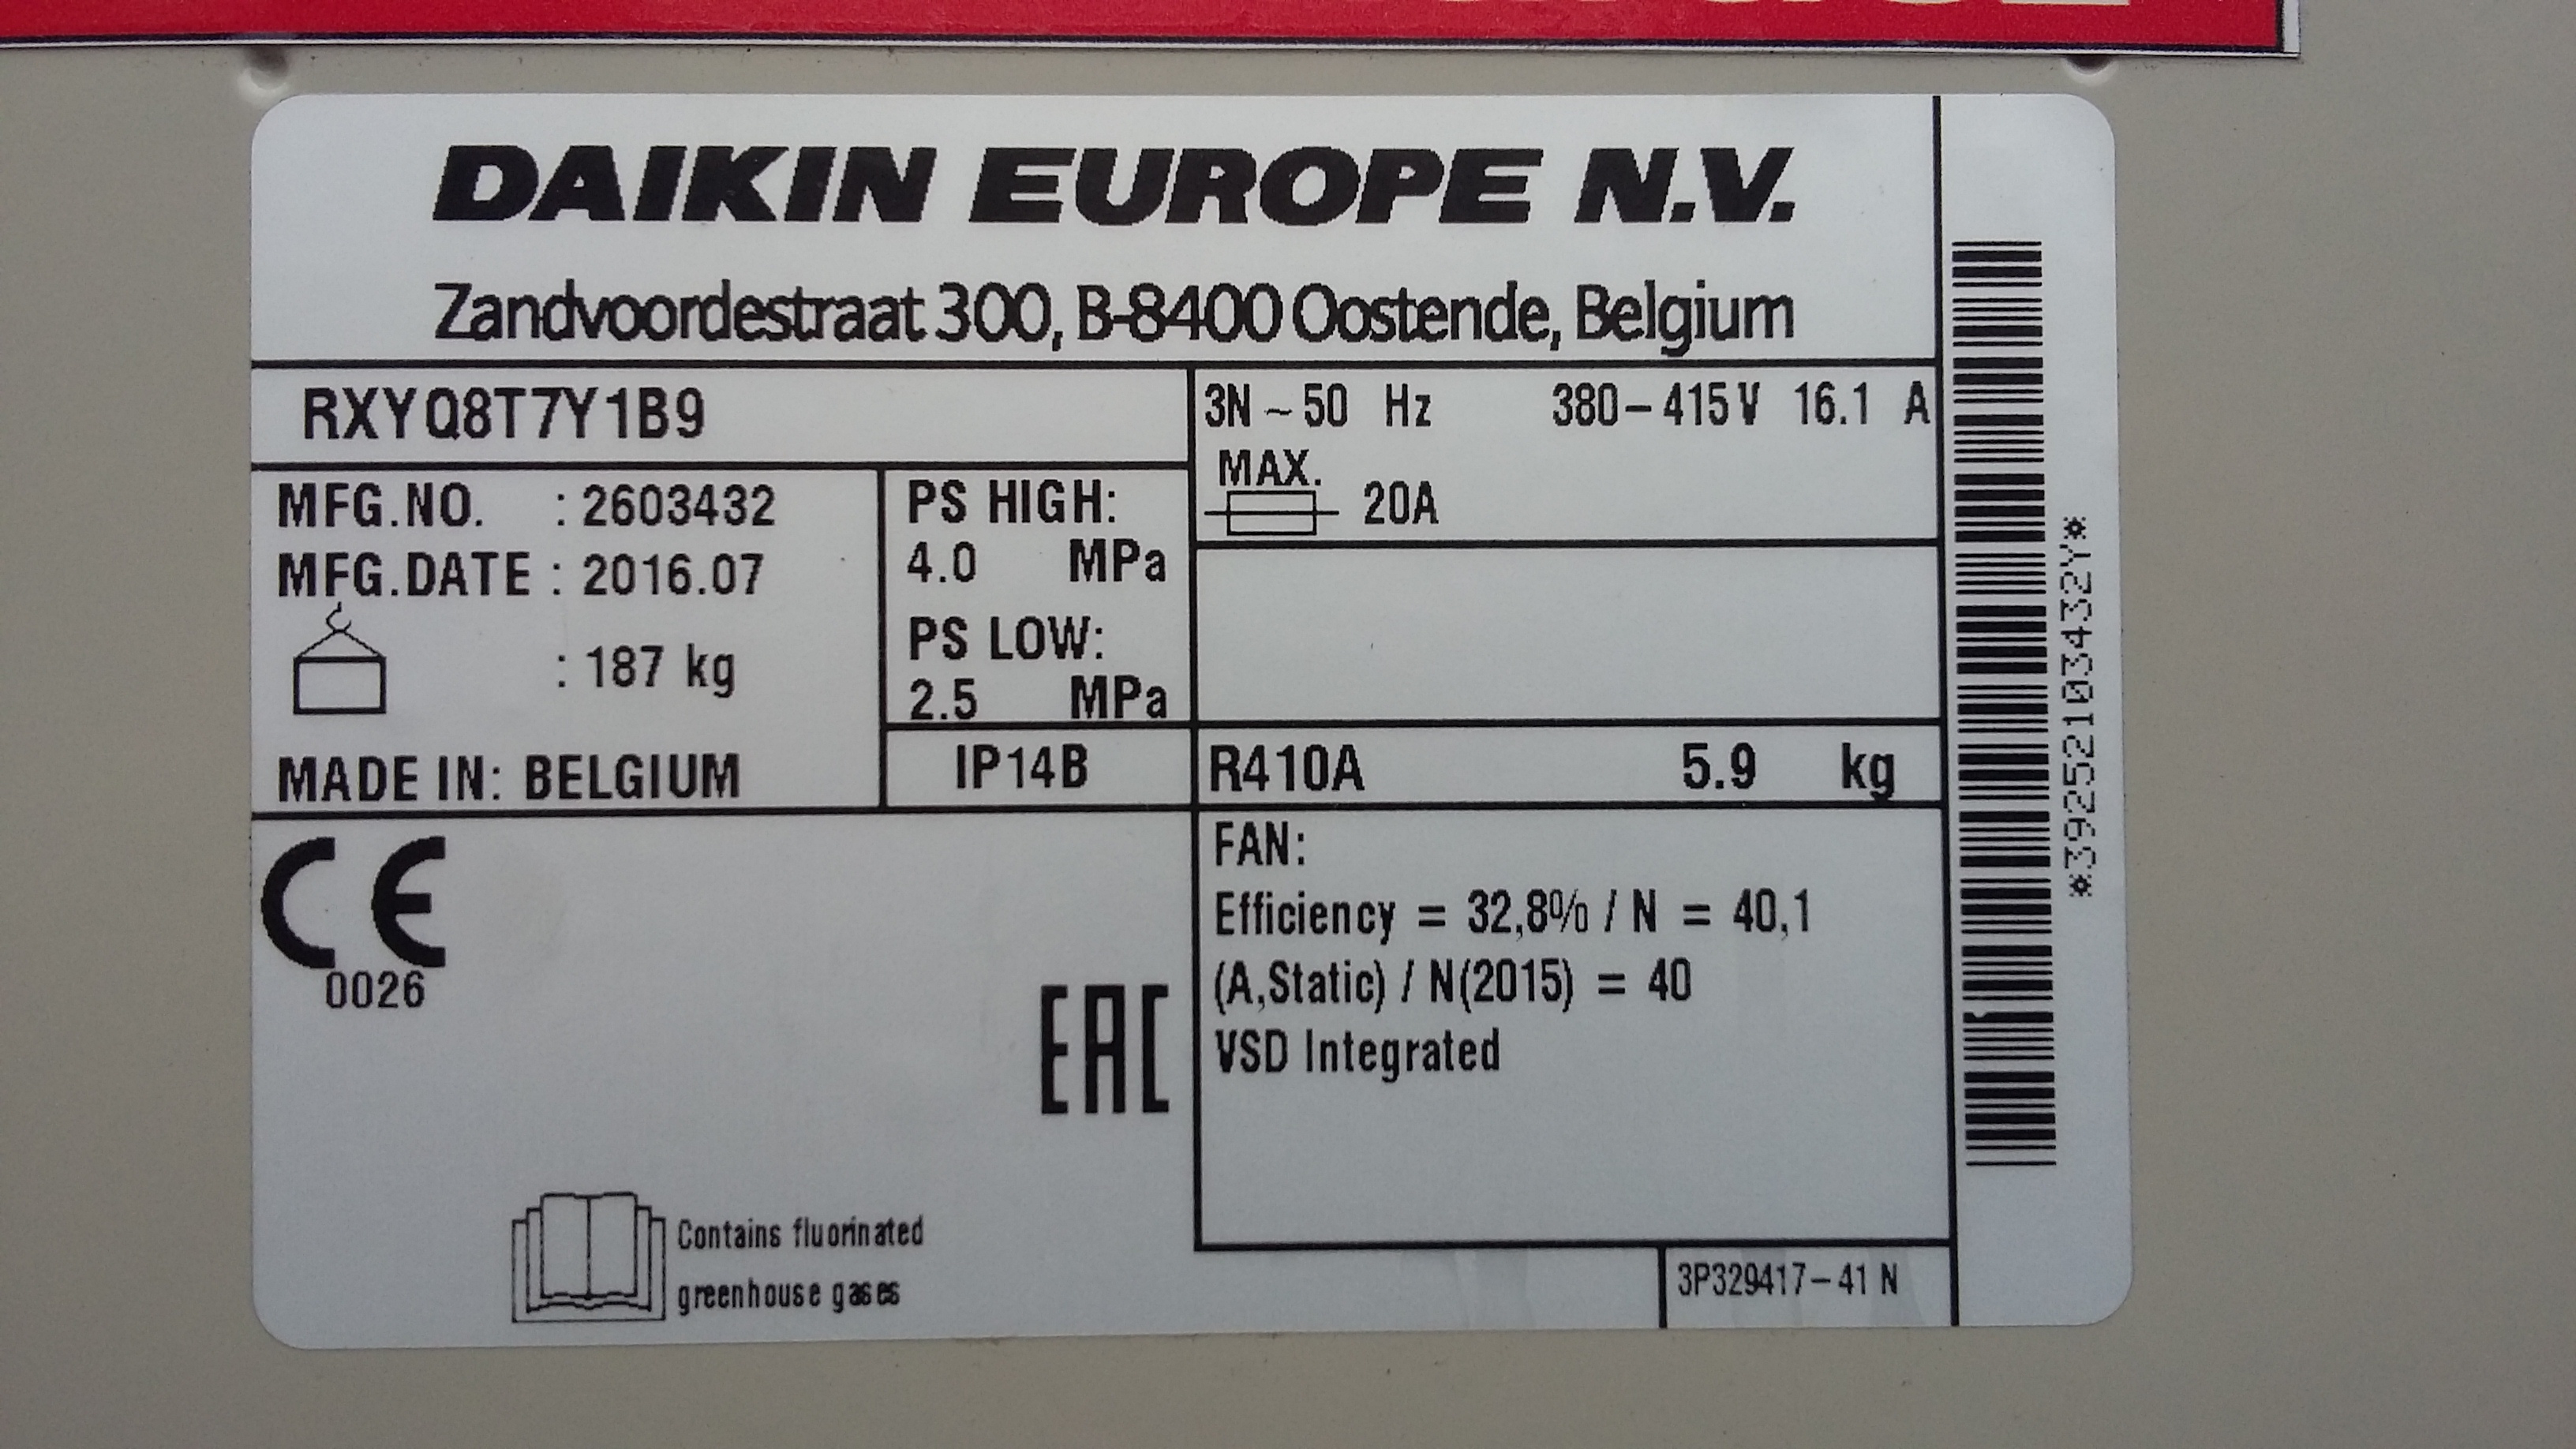 DAIKIN EUROPE N.V.
Zandvoordestraat 300, B-8400 Oostende, Belgium
RXYQ8T7Y1B9
3N ~ 50 Hz 380-415V 16.1 A
MAX.
20A
MFG.NO. : 2603432
MFG.DATE : 2016.07
: 187 kg
MADE IN: BELGIUM
PS HIGH:
4.0 MPa
PS LOW:
2.5 MPa
IP14B
R410A 5.9 kg
CE
0026
EAC
FAN:
Efficiency = 32,8% / N = 40,1
(A,Static) / N(2015) = 40
VSD Integrated
Contains fluorinated
greenhouse gases
3P329417-41 N
*39252103432Y*